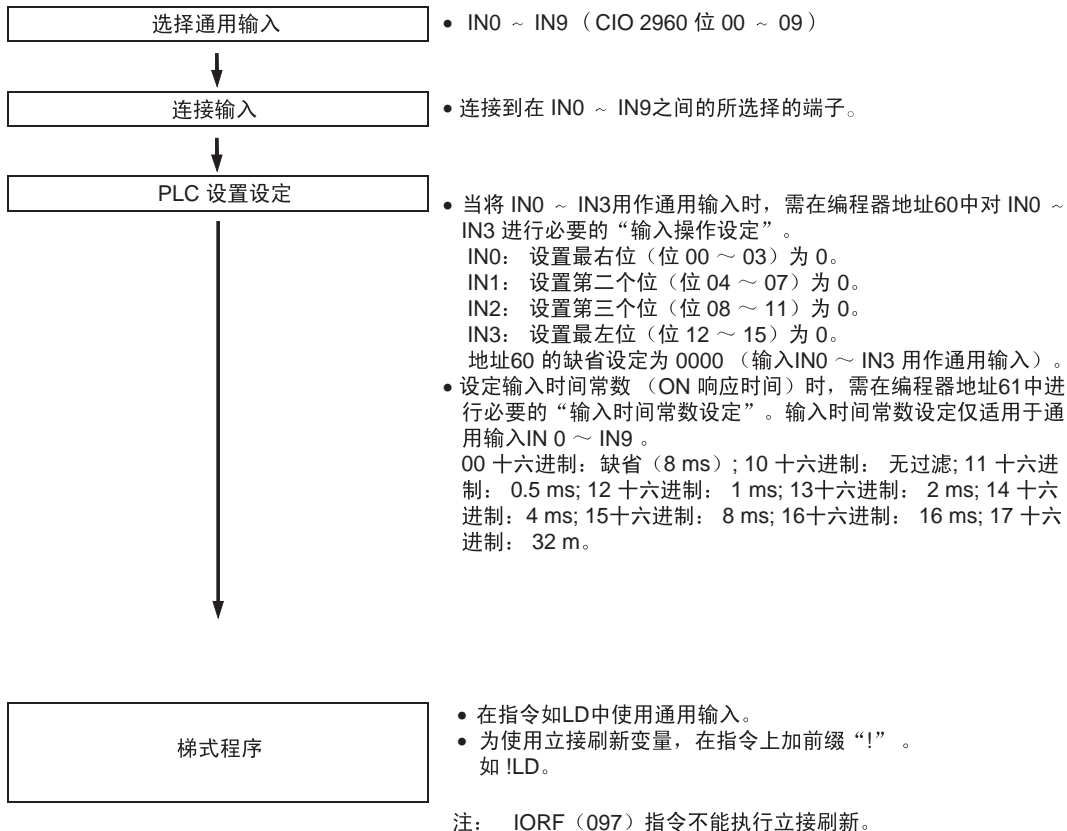 选择通用输入
• IN0 ~ IN9 （CIO 2960 位 00 ~ 09）
连接输入
• 连接到在 IN0 ~ IN9之间的所选择的端子。
PLC 设置设定
• 当将 IN0 ~ IN3用作通用输入时，需在编程器地址60中对 IN0 ~
IN3 进行必要的“输入操作设定”。
IN0： 设置最右位（位 00 ～ 03）为 0。
IN1： 设置第二个位（位 04 ～ 07）为 0。
IN2： 设置第三个位（位 08 ～ 11）为 0。
IN3： 设置最左位（位 12 ～ 15）为 0。
地址60 的缺省设定为 0000 （输入IN0 ～ IN3 用作通用输入）。
• 设定输入时间常数 （ON 响应时间）时，需在编程器地址61中进
行必要的“输入时间常数设定”。输入时间常数设定仅适用于通
用输入IN 0 ～ IN9 。
00 十六进制：缺省（8 ms）; 10 十六进制： 无过滤; 11 十六进
制： 0.5 ms; 12 十六进制： 1 ms; 13十六进制： 2 ms; 14 十六
进制：4 ms; 15十六进制： 8 ms; 16十六进制： 16 ms; 17 十六
进制： 32 m。
梯式程序
• 在指令如LD中使用通用输入。
• 为使用立接刷新变量，在指令上加前缀“!” 。
如 !LD。
注： IORF（097）指令不能执行立接刷新。